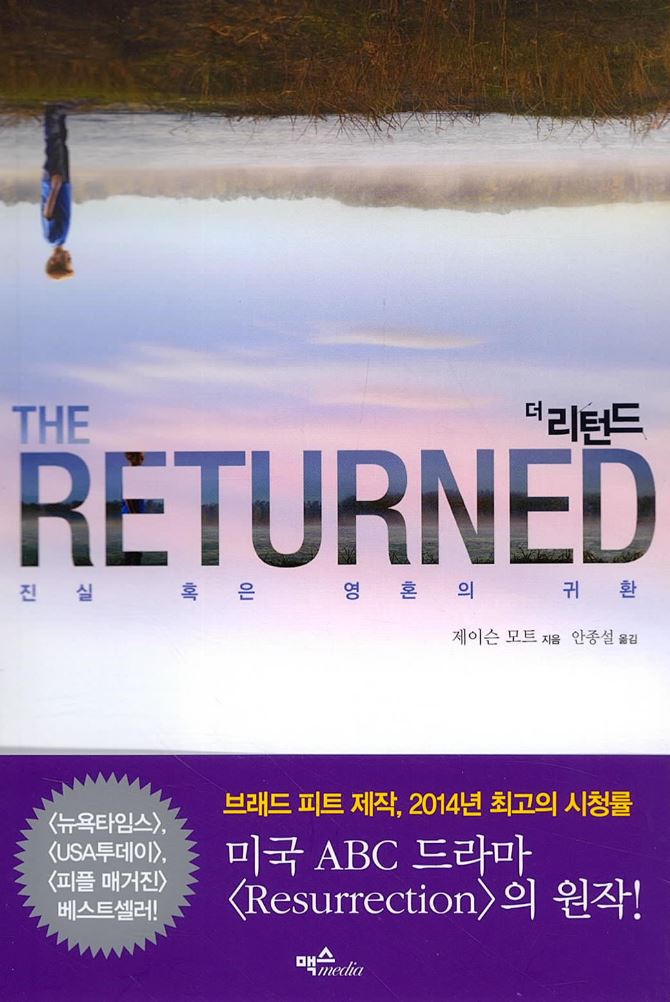 THE
더 리턴드
RETURNED
진실 혹은 영혼의 귀환
제이슨 모트 지음 안종설 옮김
〈뉴욕타임스〉,
〈USA투데이〉,
〈피플 매거진〉
베스트셀러!
브래드 피트 제작, 2014년 최고의 시청률
미국 ABC 드라마
〈Resurrection〉의 원작!
맥스media